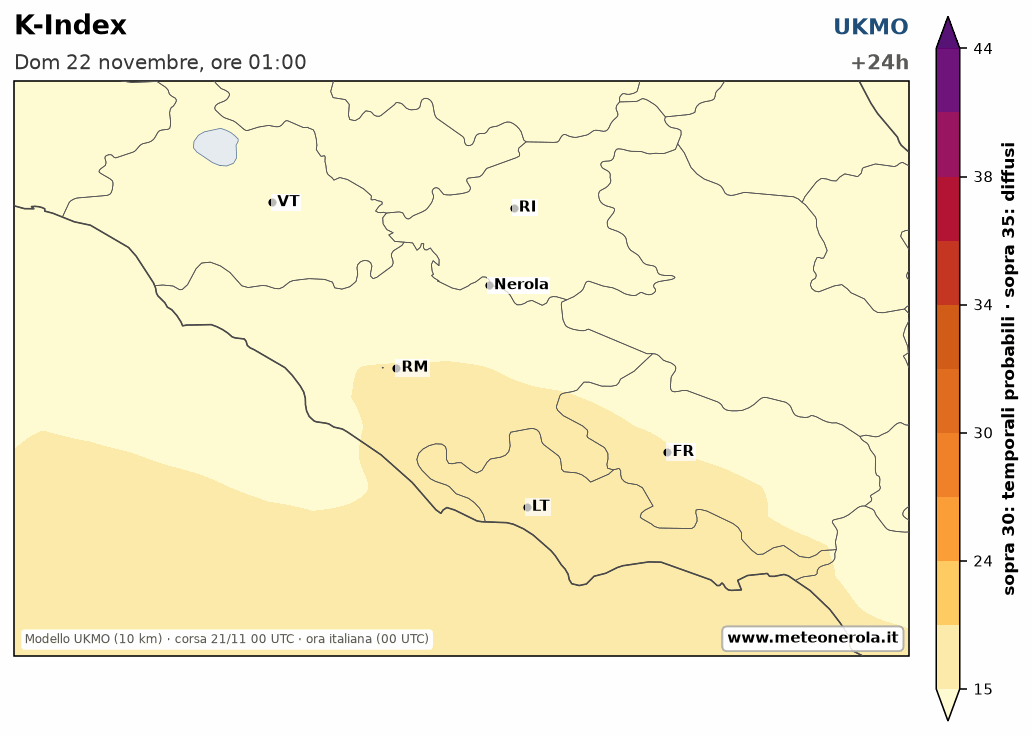 K-Index
UKMO
Dom 22 novembre, ore 01:00
+24h
VT
RI
Nerola
RM
FR
LT
Modello UKMO (10 km) · corsa 21/11 00 UTC · ora italiana (00 UTC)
www.meteonerola.it
44
38
34
30
24
15
sopra 30: temporali probabili · sopra 35: diffusi